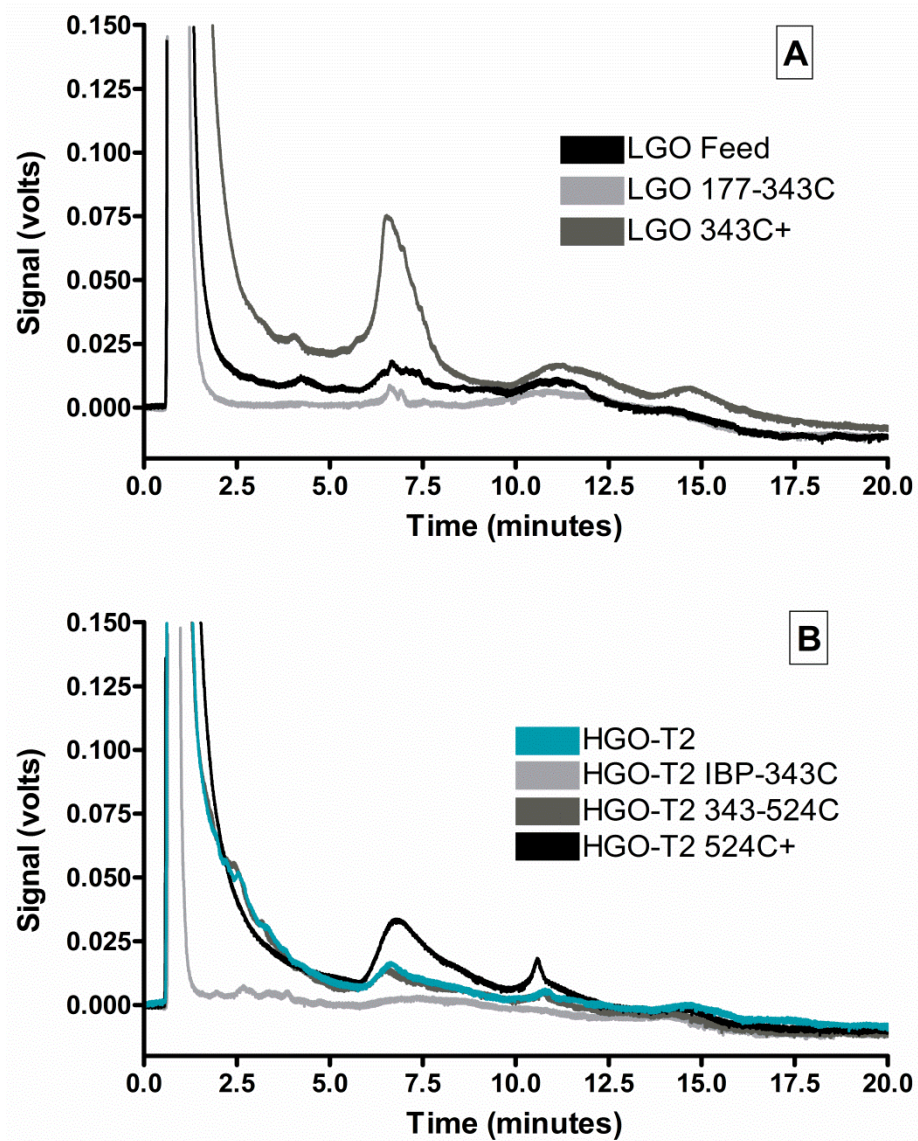 A
0.150
0.125
0.100
0.075
0.050
0.025
0.000
Signal (volts)
LGO Feed
LGO 177-343C
LGO 343C+
0.0 2.5 5.0 7.5 10.0 12.5 15.0 17.5 20.0
Time (minutes)
B
0.150
0.125
0.100
0.075
0.050
0.025
0.000
Signal (volts)
HGO-T2
HGO-T2 IBP-343C
HGO-T2 343-524C
HGO-T2 524C+
0.0 2.5 5.0 7.5 10.0 12.5 15.0 17.5 20.0
Time (minutes)